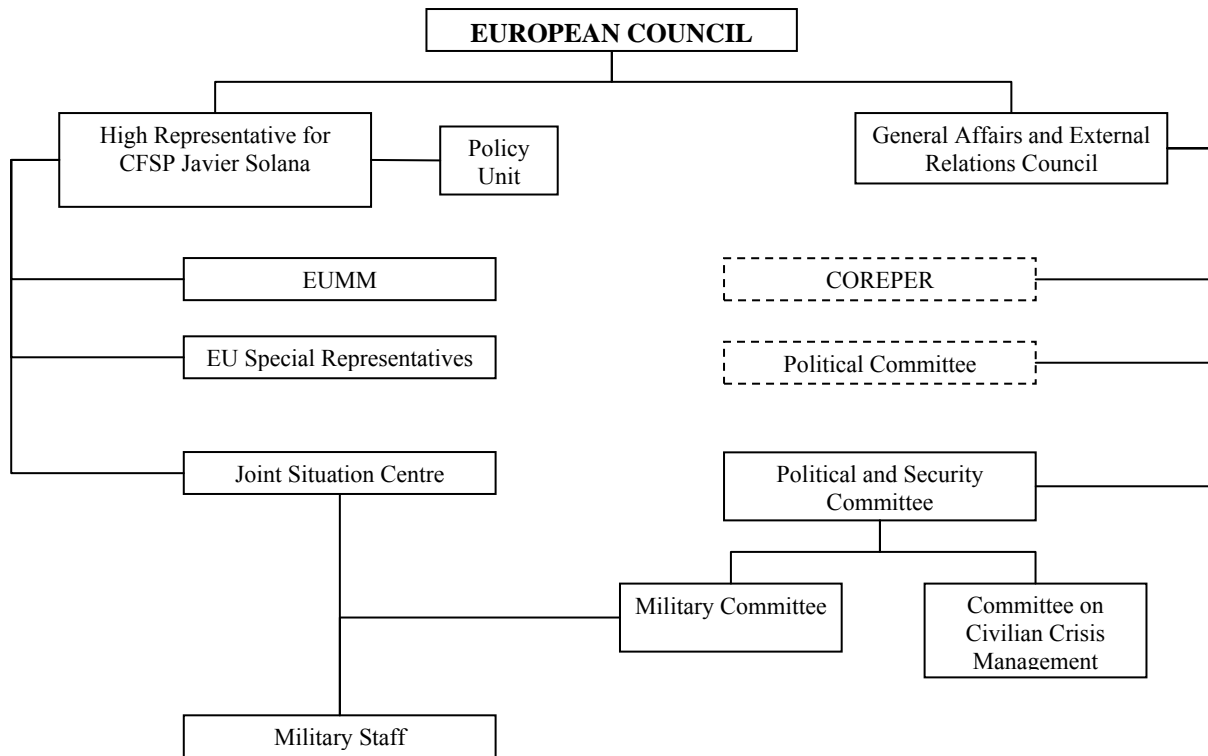 EUROPEAN COUNCIL
High Representative for
CFSP Javier Solana
Policy
Unit
General Affairs and External
Relations Council
EUMM
COREPER
EU Special Representatives
Political Committee
Joint Situation Centre
Political and Security
Committee
Military Committee
Committee on
Civilian Crisis
Management
Military Staff